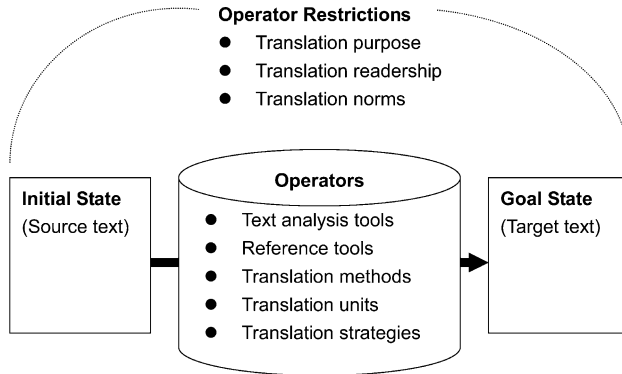 Operator Restrictions
● Translation purpose
● Translation readership
● Translation norms
Initial State
(Source text)
Operators
● Text analysis tools
● Reference tools
● Translation methods
● Translation units
● Translation strategies
Goal State
(Target text)